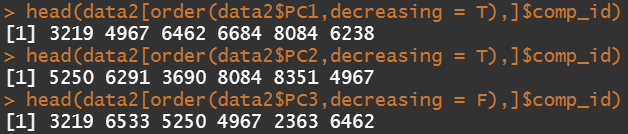 > head(data2[order(data2$PC1,decreasing = T),]$comp_id)
[1] 3219 4967 6462 6684 8084 6238
> head(data2[order(data2$PC2,decreasing = T),]$comp_id)
[1] 5250 6291 3690 8084 8351 4967
> head(data2[order(data2$PC3,decreasing = F),]$comp_id)
[1] 3219 6533 5250 4967 2363 6462